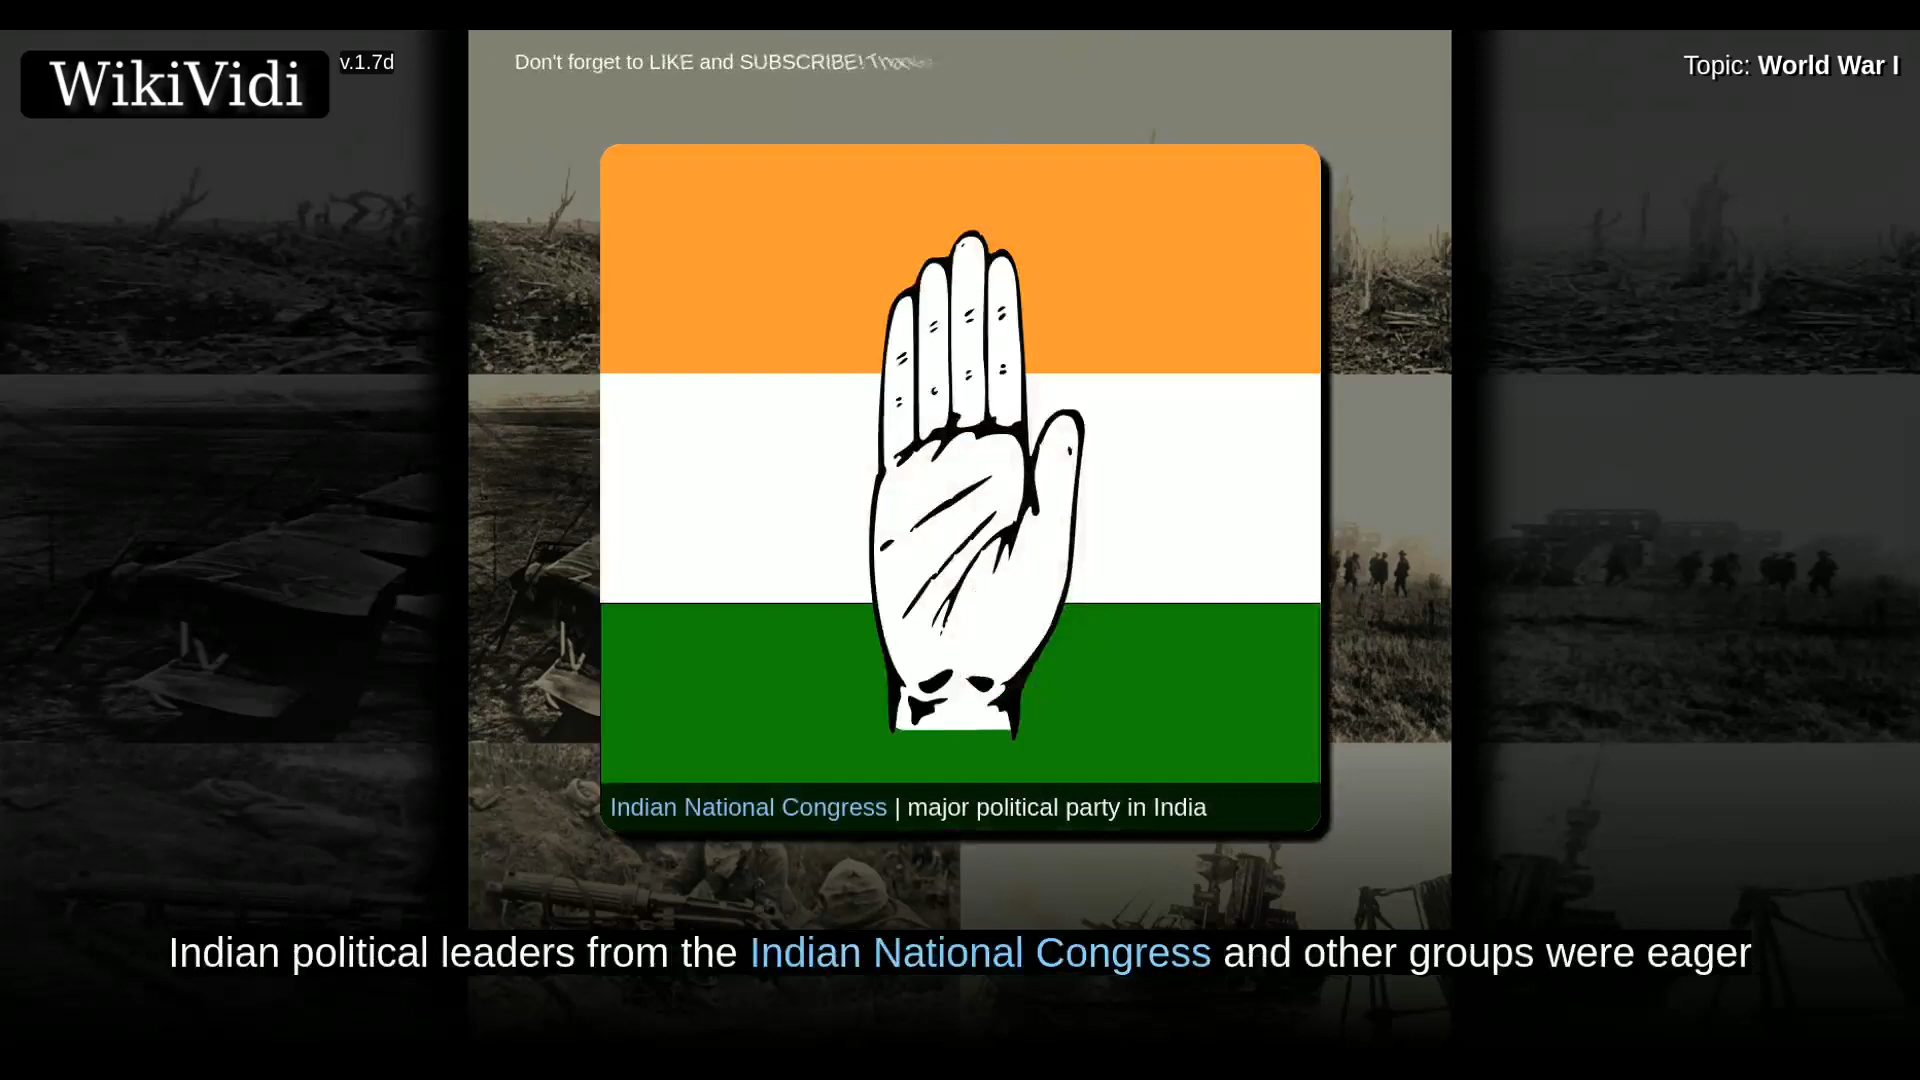 WikiVidi
v.1.7d
Don't forget to LIKE and SUBSCRIBE!
Topic: World War I
Indian National Congress | major political party in India
Indian political leaders from the Indian National Congress and other groups were eager